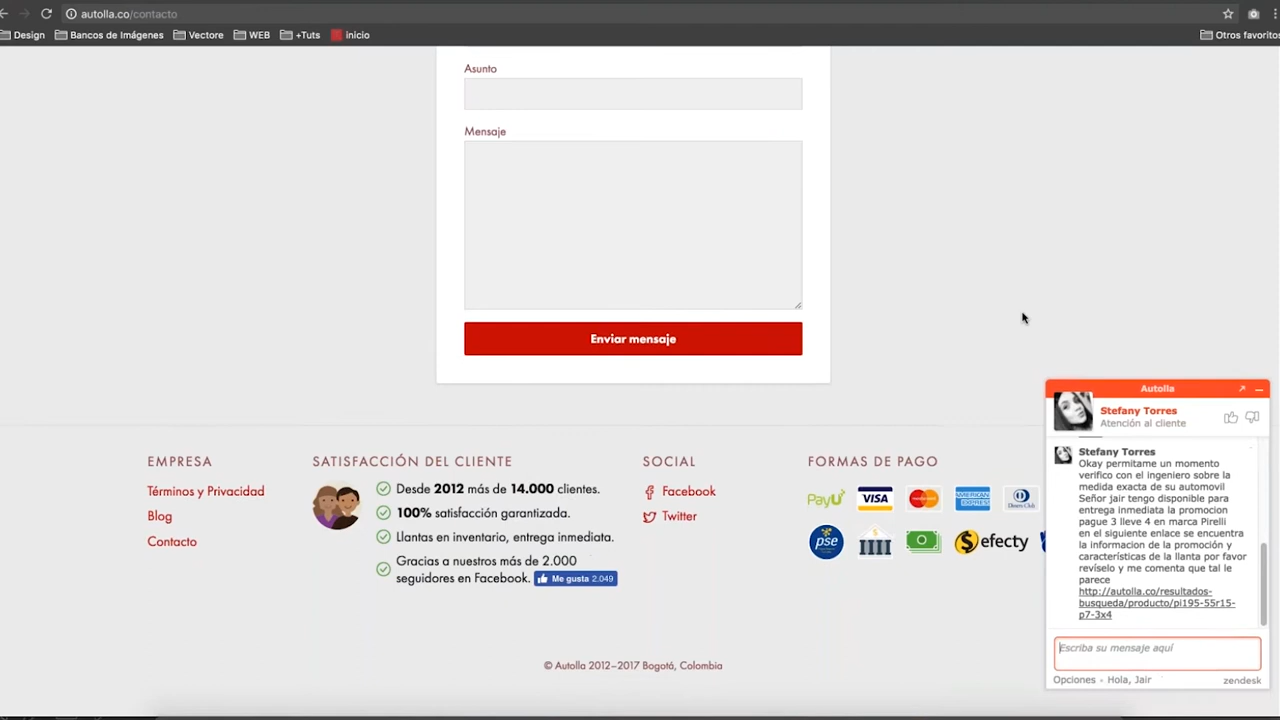 autolla.co/contacto
Design
Bancos de Imágenes
Vectore
WEB
+Tuts
inicio
Otros favoritos
Asunto
Mensaje
Enviar mensaje
EMPRESA
Términos y Privacidad
Blog
Contacto
SATISFACCIÓN DEL CLIENTE
Desde 2012 más de 14.000 clientes.
100% satisfacción garantizada.
Llantas en inventario, entrega inmediata.
Gracias a nuestros más de 2.000
seguidores en Facebook. Me gusta 2.049
SOCIAL
Facebook
Twitter
FORMAS DE PAGO
PayU VISA MasterCard AMERICAN EXPRESS Diners Club
pse efecty
© Autolla 2012–2017 Bogotá, Colombia
Autolla
Stefany Torres
Atención al cliente
Stefany Torres
Okay permitame un momento
verifico con el ingeniero sobre la
medida exacta de su automovil
Señor jair tengo disponible para
entrega inmediata la promocion
pague 3 lleve 4 en marca Pirelli
en el siguiente enlace se encuentra
la informacion de la promoción y
características de la llanta por favor
revíselo y me comenta que tal le
parece
http://autolla.co/resultados-
busqueda/producto/pi195-55r15-
p7-3x4
Escriba su mensaje aquí
Opciones • Hola, Jair
zendesk